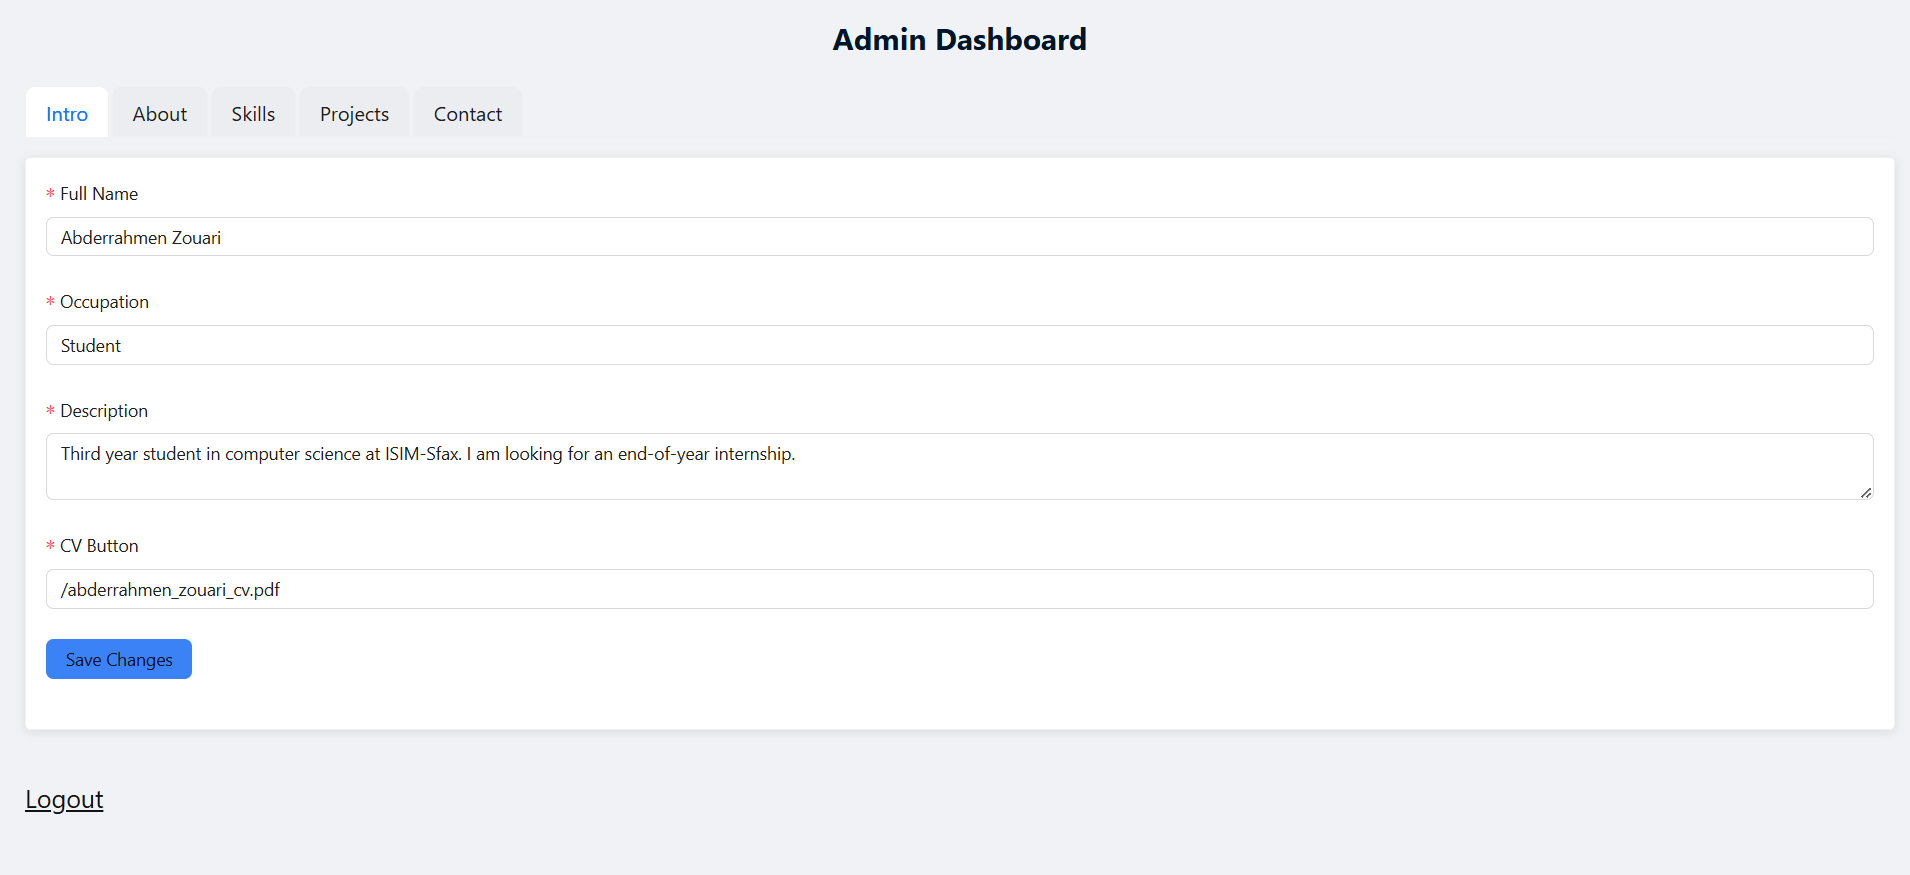 Admin Dashboard
Intro About Skills Projects Contact
* Full Name
Abderrahmen Zouari
* Occupation
Student
* Description
Third year student in computer science at ISIM-Sfax. I am looking for an end-of-year internship.
* CV Button
/abderrahmen_zouari_cv.pdf
Save Changes
Logout